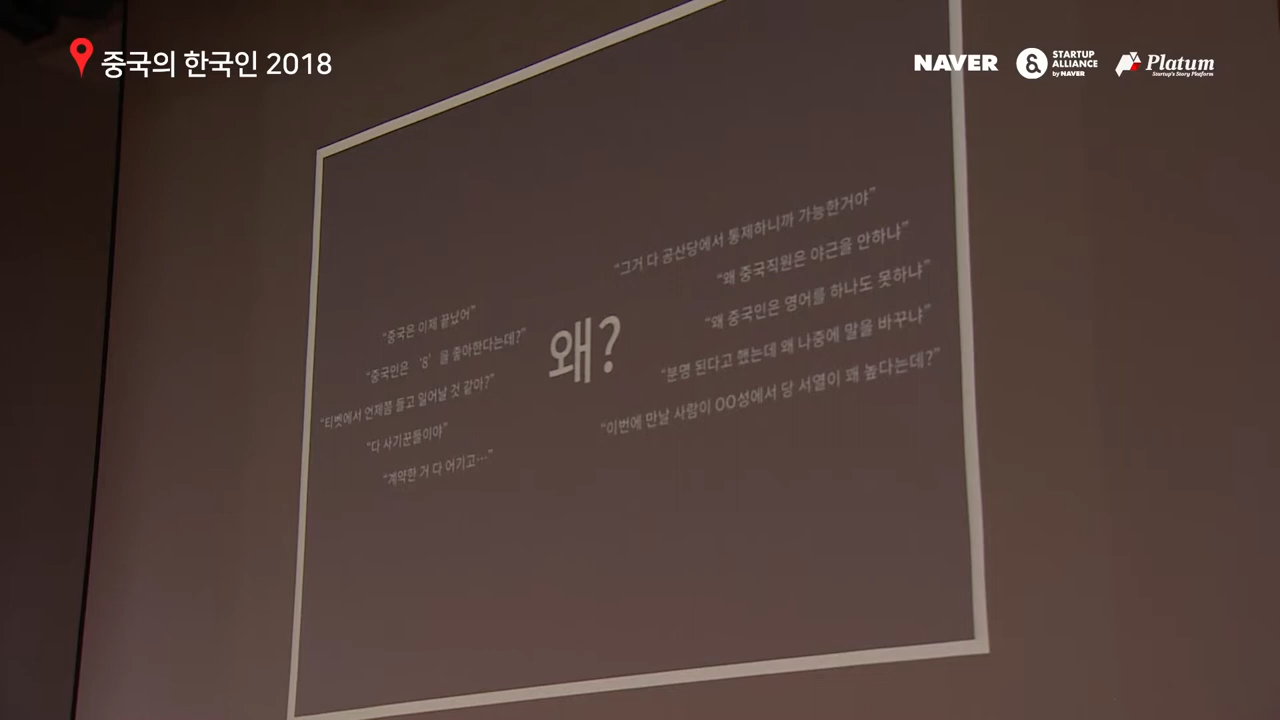 중국의 한국인 2018
NAVER
&
STARTUP
ALLIANCE
by NAVER
Platum
Startup's Story Platform
"중국은 이제 끝났어"
"중국인은 '8' 을 좋아한다는데?"
"티벳에서 언제쯤 들고 일어날 것 같아?"
"다 사기꾼들이야"
"계약한 거 다 어기고…"
왜?
"그거 다 공산당에서 통제하니까 가능한거야"
"왜 중국직원은 야근을 안하냐"
"왜 중국인은 영어를 하나도 못하냐"
"분명 된다고 했는데 왜 나중에 말을 바꾸냐"
"이번에 만날 사람이 OO성에서 당 서열이 꽤 높다는데?"